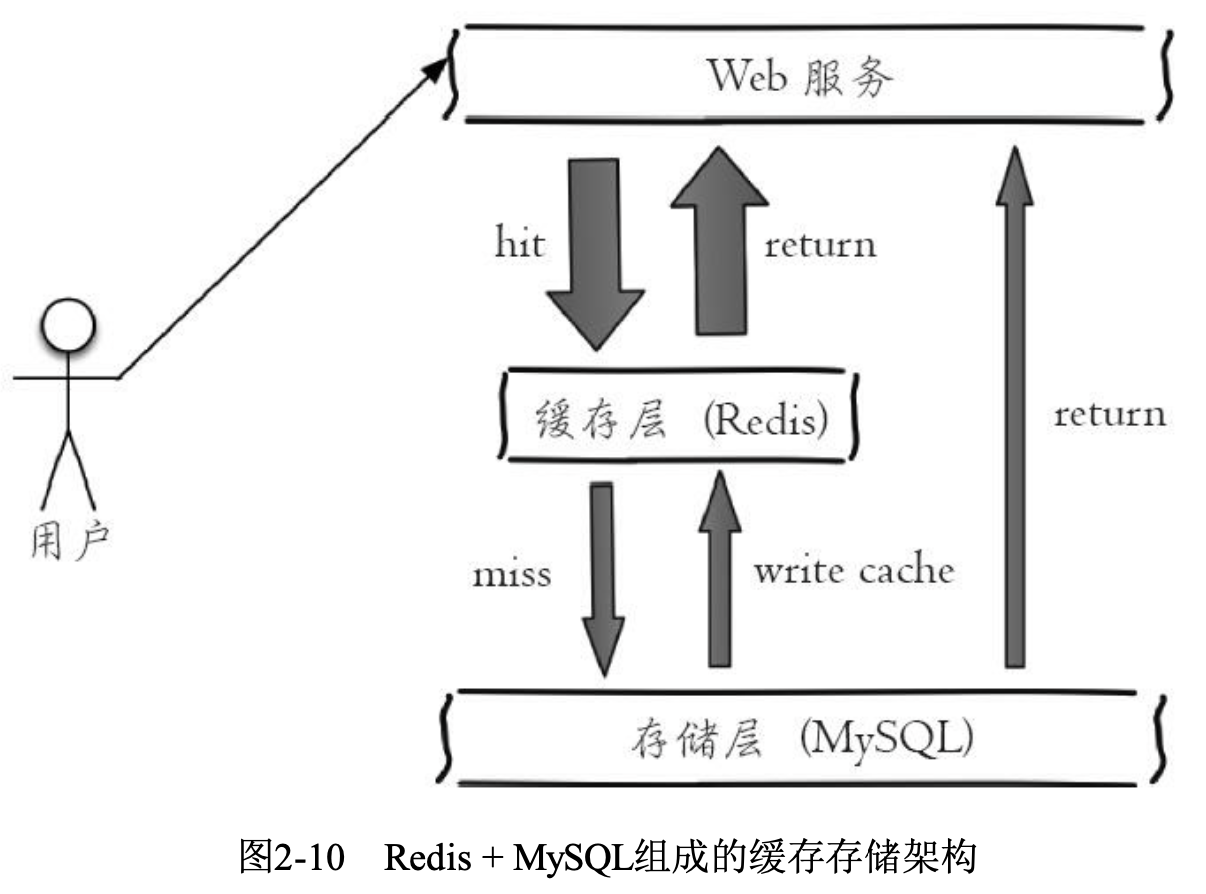 Web 服务
hit
return
缓存层 (Redis)
return
用户
miss
write cache
存储层 (MySQL)
图2-10 Redis + MySQL组成的缓存存储架构